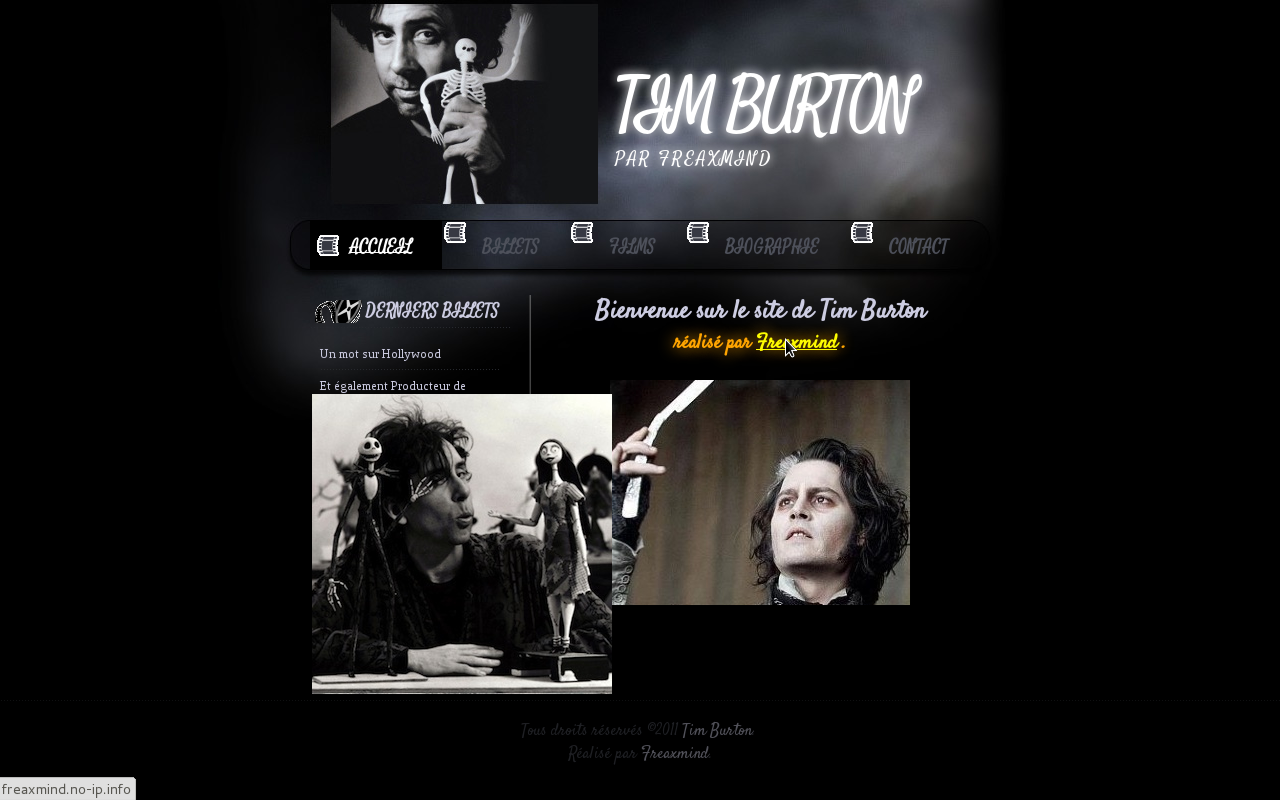 TIM BURTON
PAR FREAXMIND
ACCUEIL
BILLETS
FILMS
BIOGRAPHIE
CONTACT
DERNIERS BILLETS
Un mot sur Hollywood
Et également Producteur de
Bienvenue sur le site de Tim Burton
réalisé par Freaxmind .
Tous droits réservés ©2011 Tim Burton
Réalisé par Freaxmind.
freaxmind.no-ip.info